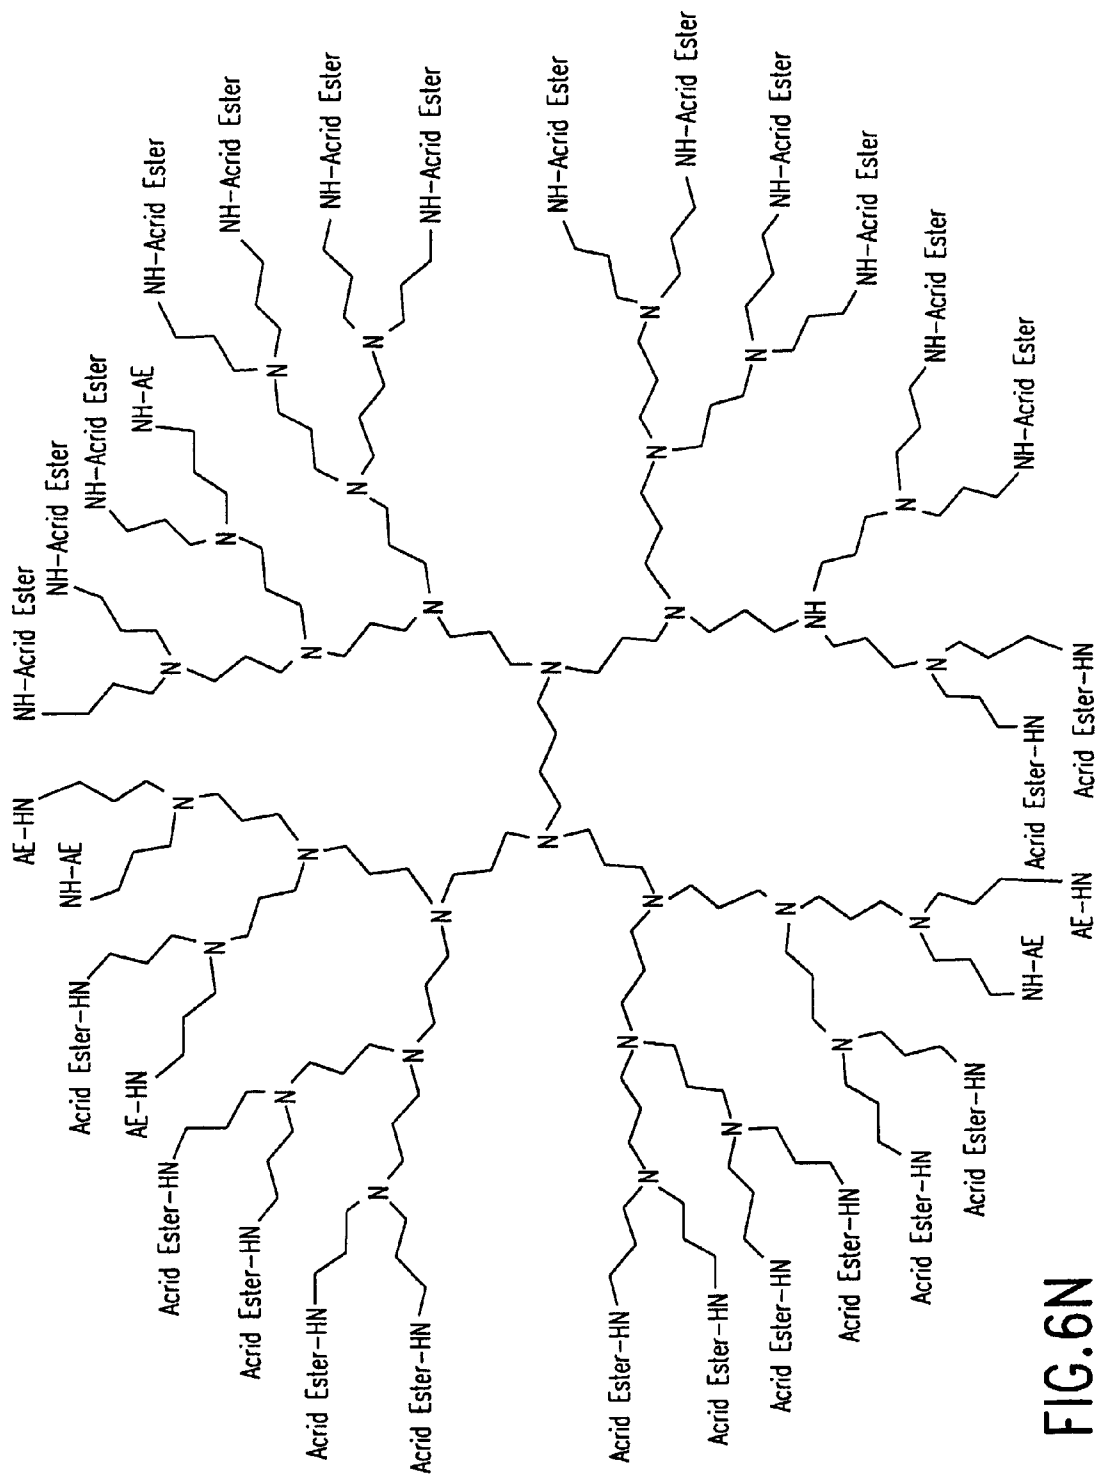 AE-HN
NH-Acrid Ester
NH-Acrid Ester
NH-AE
Acrid Ester-HN
NH-Acrid Ester
AE-HN
NH-AE
NH-Acrid Ester
Acrid Ester-HN
N
N
N
N
NH-Acrid Ester
Acrid Ester-HN
N
N
N
N
Acrid Ester-HN
NH-Acrid Ester
N
N
N
N
Acrid Ester-HN
NH-Acrid Ester
N
N
N
N
NH-Acrid Ester
Acrid Ester-HN
N
N
N
N
N
N
NH-Acrid Ester
Acrid Ester-HN
N
N
Acrid Ester-HN
NH-Acrid Ester
N
NH
N
Acrid Ester-HN
NH-Acrid Ester
N
Acrid Ester-HN
N
N
NH-Acrid Ester
Acrid Ester-HN
NH-Acrid Ester
NH-AE
Acrid Ester-HN
AE-HN
Acrid Ester-HN
FIG.6N